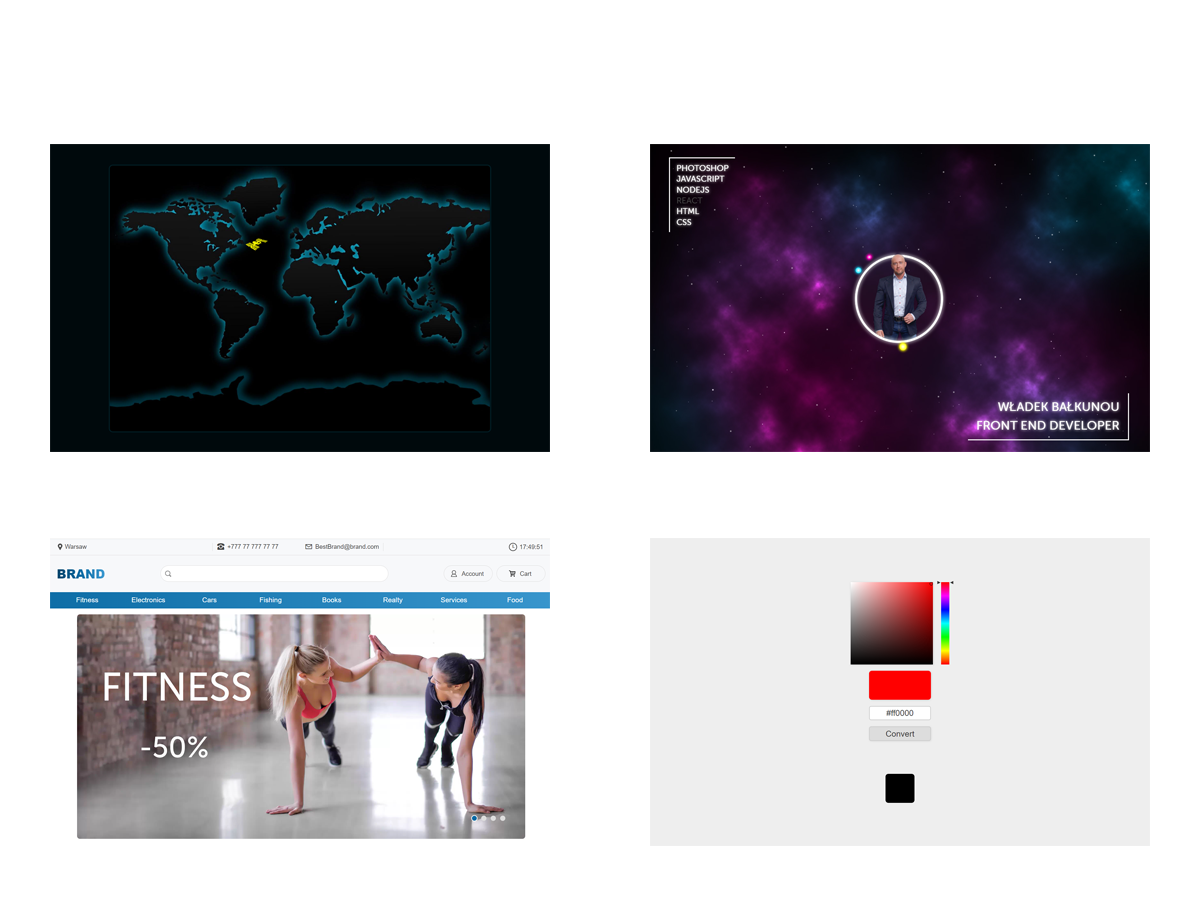 PHOTOSHOP
JAVASCRIPT
NODEJS
REACT
HTML
CSS
WŁADEK BAŁKUNOU
FRONT END DEVELOPER
Warsaw +777 77 777 77 77 BestBrand@brand.com 17:49:51
BRAND Account Cart
Fitness Electronics Cars Fishing Books Realty Services Food
FITNESS
-50%
#ff0000
Convert